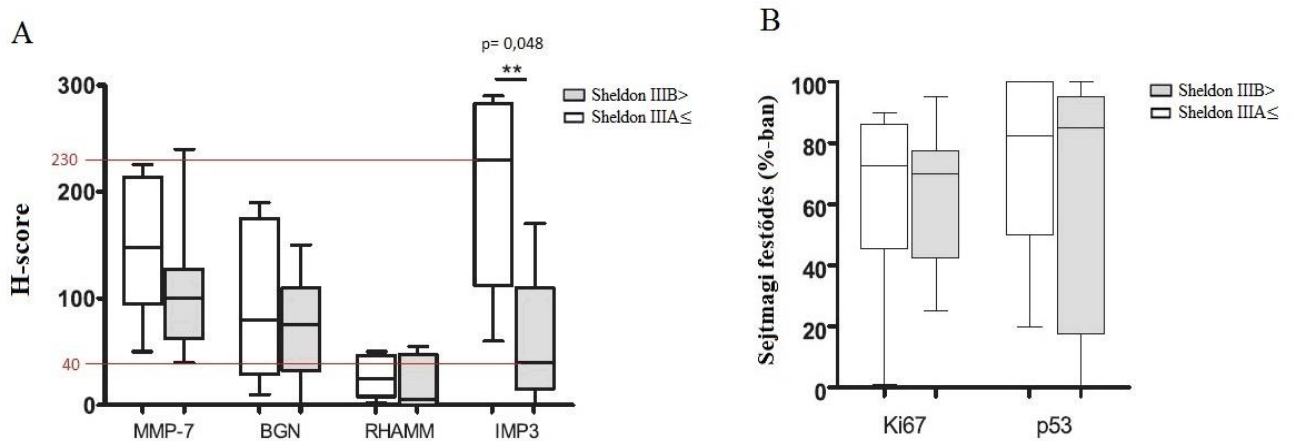 A
p= 0,048
**
300
230
200
100
40
0
H-score
MMP-7
BGN
RHAMM
IMP3
Sheldon IIIB>
Sheldon IIIA≤
B
100
80
60
40
20
0
Sejtmagi festődés (%-ban)
Ki67
p53
Sheldon IIIB>
Sheldon IIIA≤